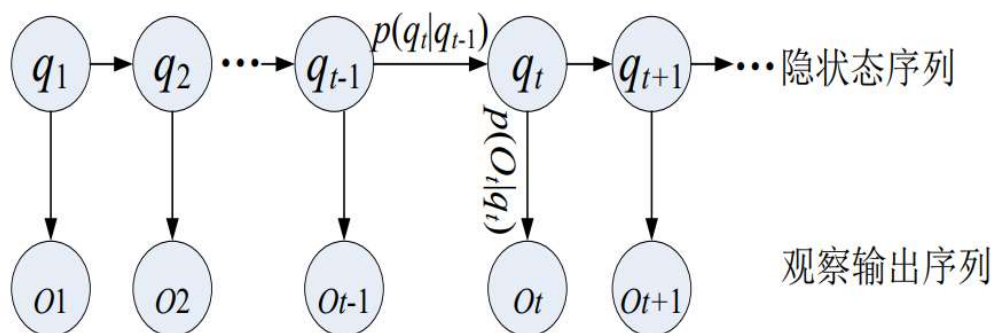 p(qt|qt-1)
q1 q2 ••• qt-1 qt qt+1 ••• 隐状态序列
p(Ot|qt)
O1 O2 Ot-1 Ot Ot+1 观察输出序列